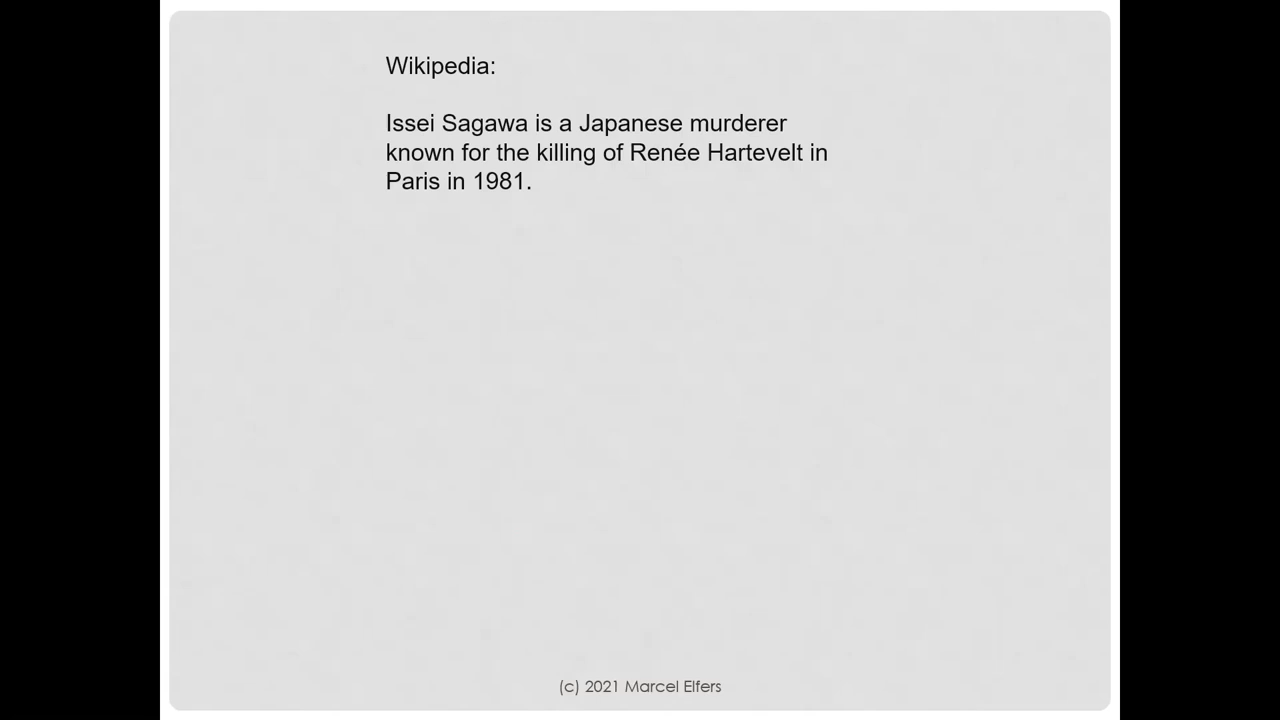 Wikipedia:
Issei Sagawa is a Japanese murderer
known for the killing of Renée Hartevelt in
Paris in 1981.
(c) 2021 Marcel Elfers